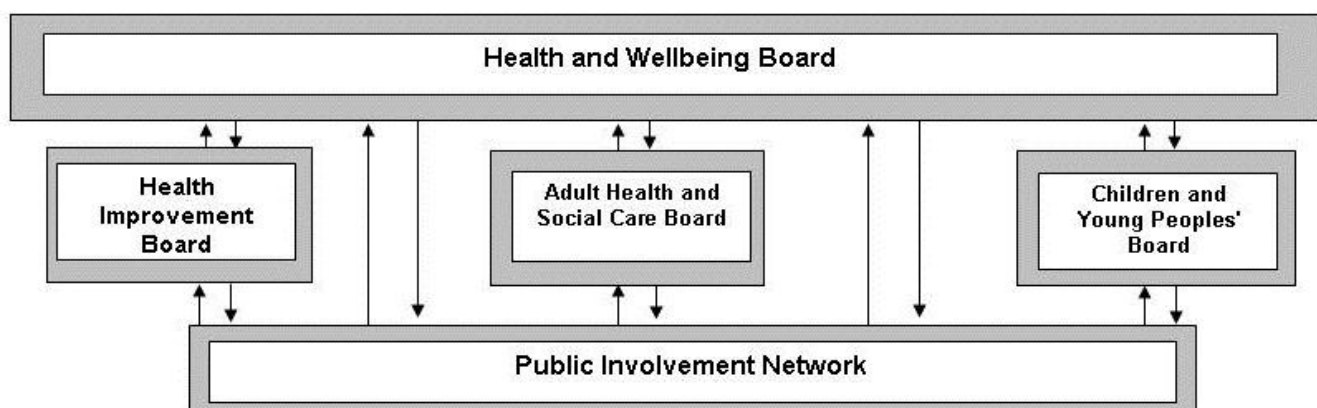 Health and Wellbeing Board
Health
Improvement
Board
Adult Health and
Social Care Board
Children and
Young Peoples'
Board
Public Involvement Network